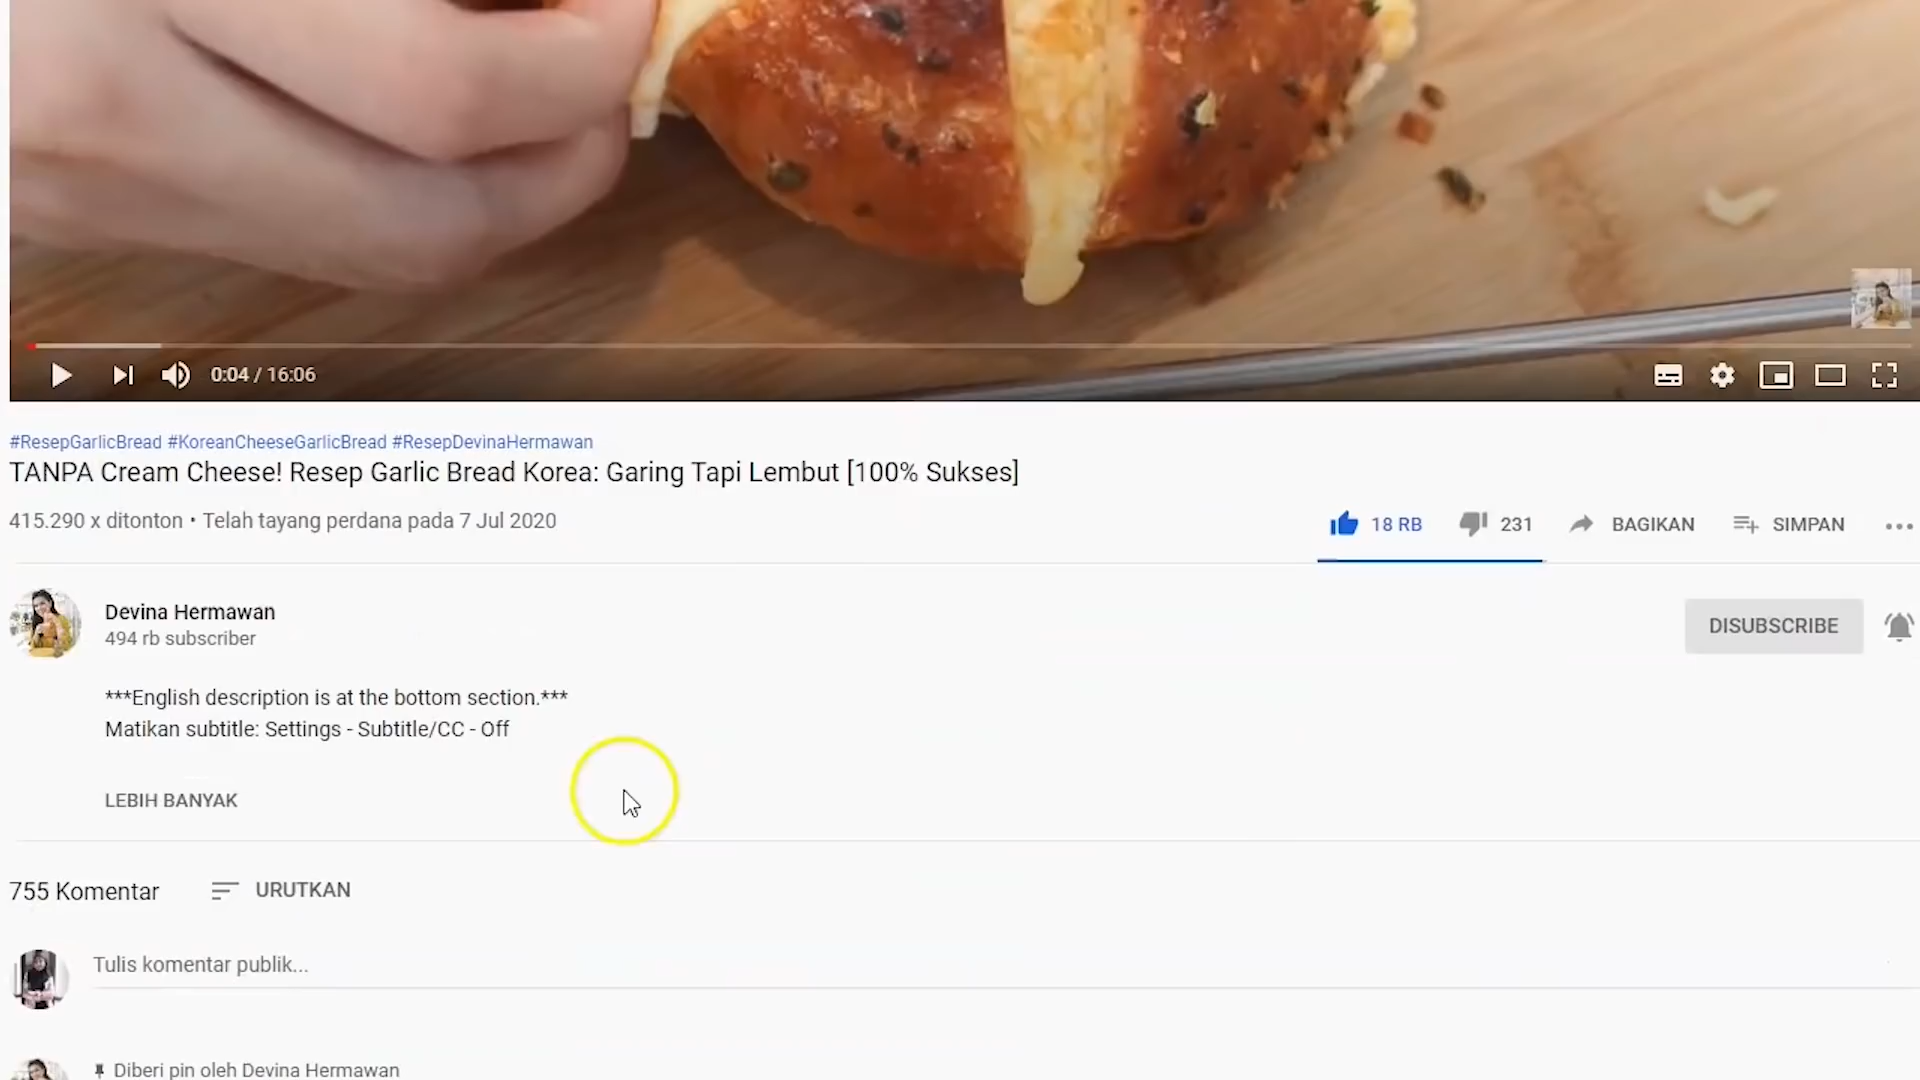 0:04 / 16:06
#ResepGarlicBread #KoreanCheeseGarlicBread #ResepDevinaHermawan
TANPA Cream Cheese! Resep Garlic Bread Korea: Garing Tapi Lembut [100% Sukses]
415.290 x ditonton • Telah tayang perdana pada 7 Jul 2020
18 RB 231 BAGIKAN SIMPAN
Devina Hermawan
494 rb subscriber
DISUBSCRIBE
***English description is at the bottom section.***
Matikan subtitle: Settings - Subtitle/CC - Off
LEBIH BANYAK
755 Komentar URUTKAN
Tulis komentar publik...
Diberi pin oleh Devina Hermawan